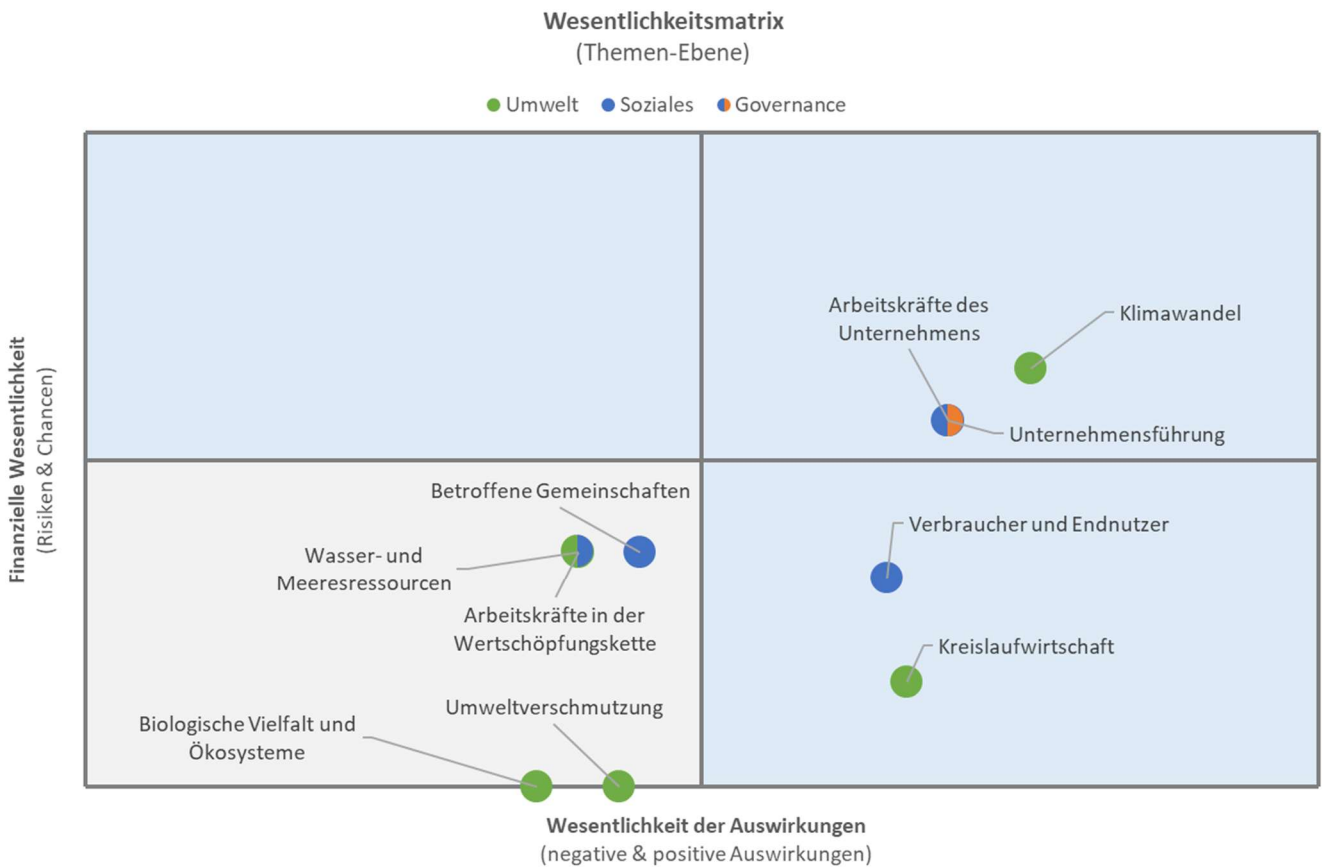 Wesentlichkeitsmatrix
(Themen-Ebene)
Umwelt Soziales Governance
Finanzielle Wesentlichkeit
(Risiken & Chancen)
Arbeitskräfte des
Unternehmens
Klimawandel
Unternehmensführung
Betroffene Gemeinschaften
Wasser- und
Meeresressourcen
Arbeitskräfte in der
Wertschöpfungskette
Verbraucher und Endnutzer
Kreislaufwirtschaft
Umweltverschmutzung
Biologische Vielfalt und
Ökosysteme
Wesentlichkeit der Auswirkungen
(negative & positive Auswirkungen)